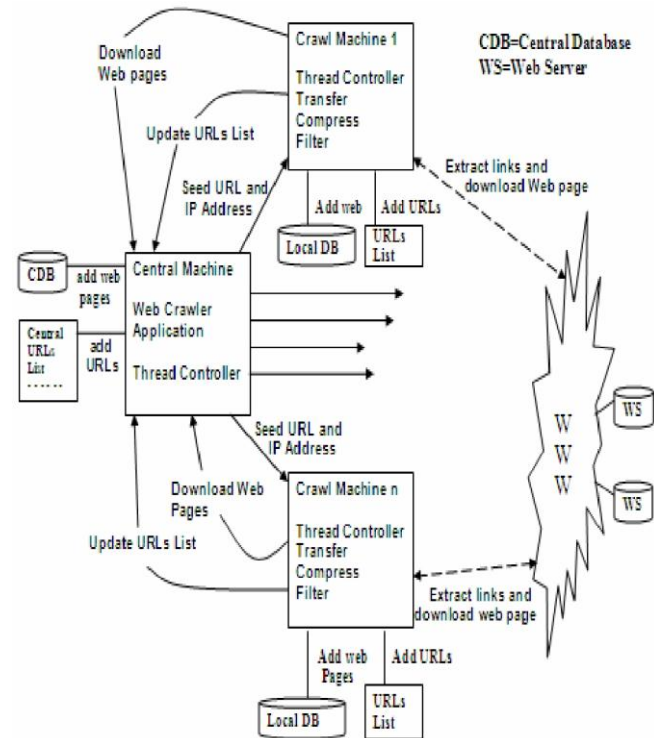 Download
Web pages
Crawl Machine 1
Thread Controller
Transfer
Compress
Filter
CDB=Central Database
WS=Web Server
Update URLs List
Seed URL and
IP Address
Extract links and
download Web page
Add web
Add URLs
Local DB
URLs
List
CDB
add web
pages
Central Machine
Web Crawler
Application
Thread Controller
Central
URLs
List
......
add
URLs
W
W
W
WS
WS
Seed URL and
IP Address
Download Web
Pages
Update URLs List
Crawl Machine n
Thread Controller
Transfer
Compress
Filter
Extract links and
download web page
Add web
Pages
Add URLs
Local DB
URLs
List